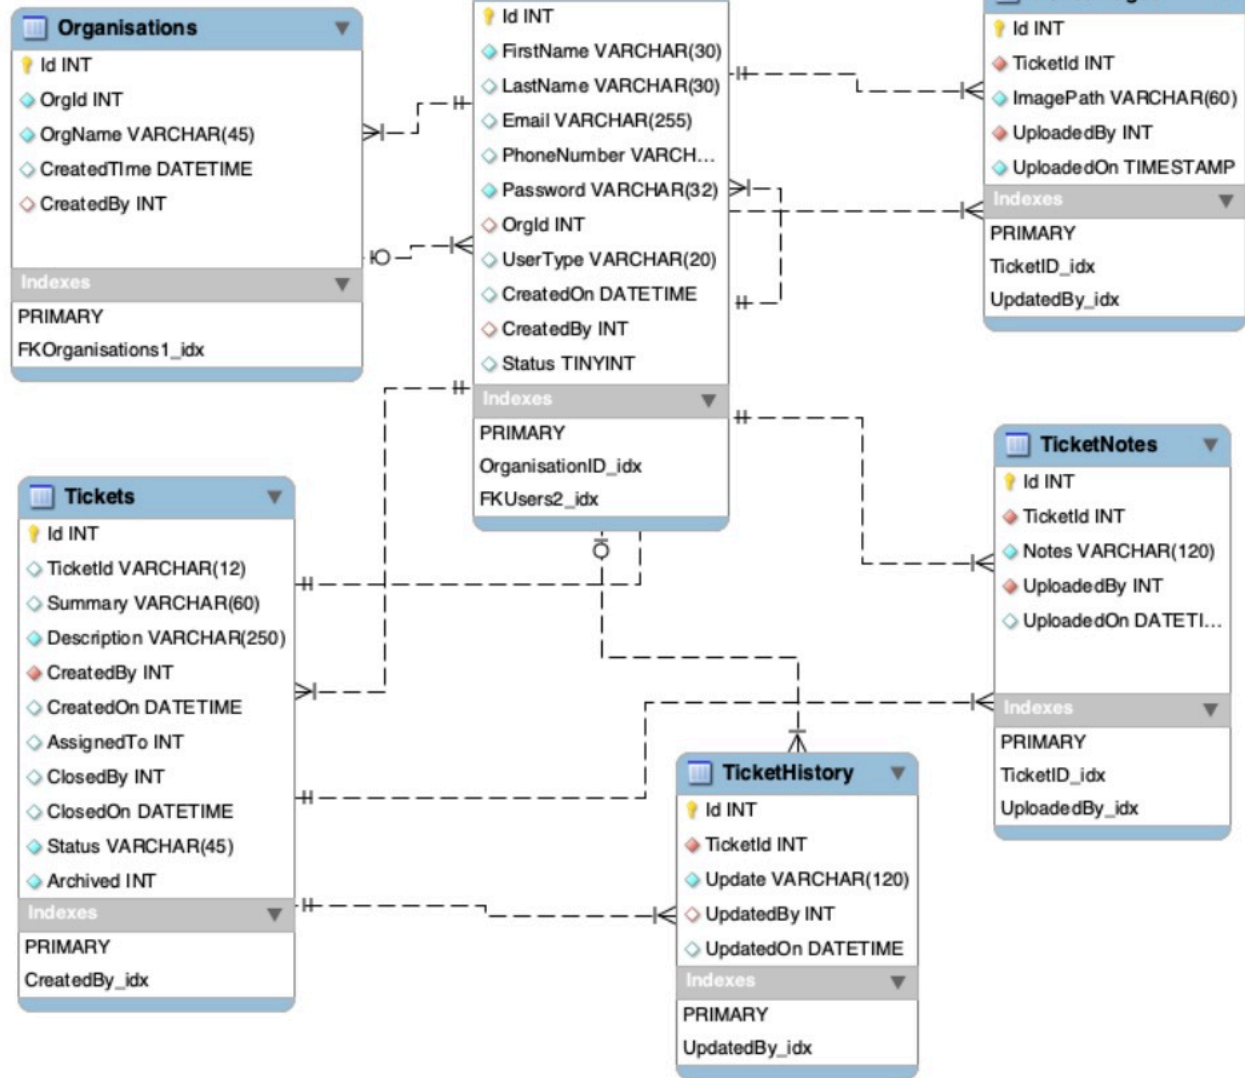 Organisations
Id INT
OrgId INT
OrgName VARCHAR(45)
CreatedTIme DATETIME
CreatedBy INT
Indexes
PRIMARY
FKOrganisations1_idx
Id INT
FirstName VARCHAR(30)
LastName VARCHAR(30)
Email VARCHAR(255)
PhoneNumber VARCH...
Password VARCHAR(32)
OrgId INT
UserType VARCHAR(20)
CreatedOn DATETIME
CreatedBy INT
Status TINYINT
Indexes
PRIMARY
OrganisationID_idx
FKUsers2_idx
Id INT
TicketId INT
ImagePath VARCHAR(60)
UploadedBy INT
UploadedOn TIMESTAMP
Indexes
PRIMARY
TicketID_idx
UpdatedBy_idx
Tickets
Id INT
TicketId VARCHAR(12)
Summary VARCHAR(60)
Description VARCHAR(250)
CreatedBy INT
CreatedOn DATETIME
AssignedTo INT
ClosedBy INT
ClosedOn DATETIME
Status VARCHAR(45)
Archived INT
Indexes
PRIMARY
CreatedBy_idx
TicketHistory
Id INT
TicketId INT
Update VARCHAR(120)
UpdatedBy INT
UpdatedOn DATETIME
Indexes
PRIMARY
UpdatedBy_idx
TicketNotes
Id INT
TicketId INT
Notes VARCHAR(120)
UploadedBy INT
UploadedOn DATETI...
Indexes
PRIMARY
TicketID_idx
UploadedBy_idx